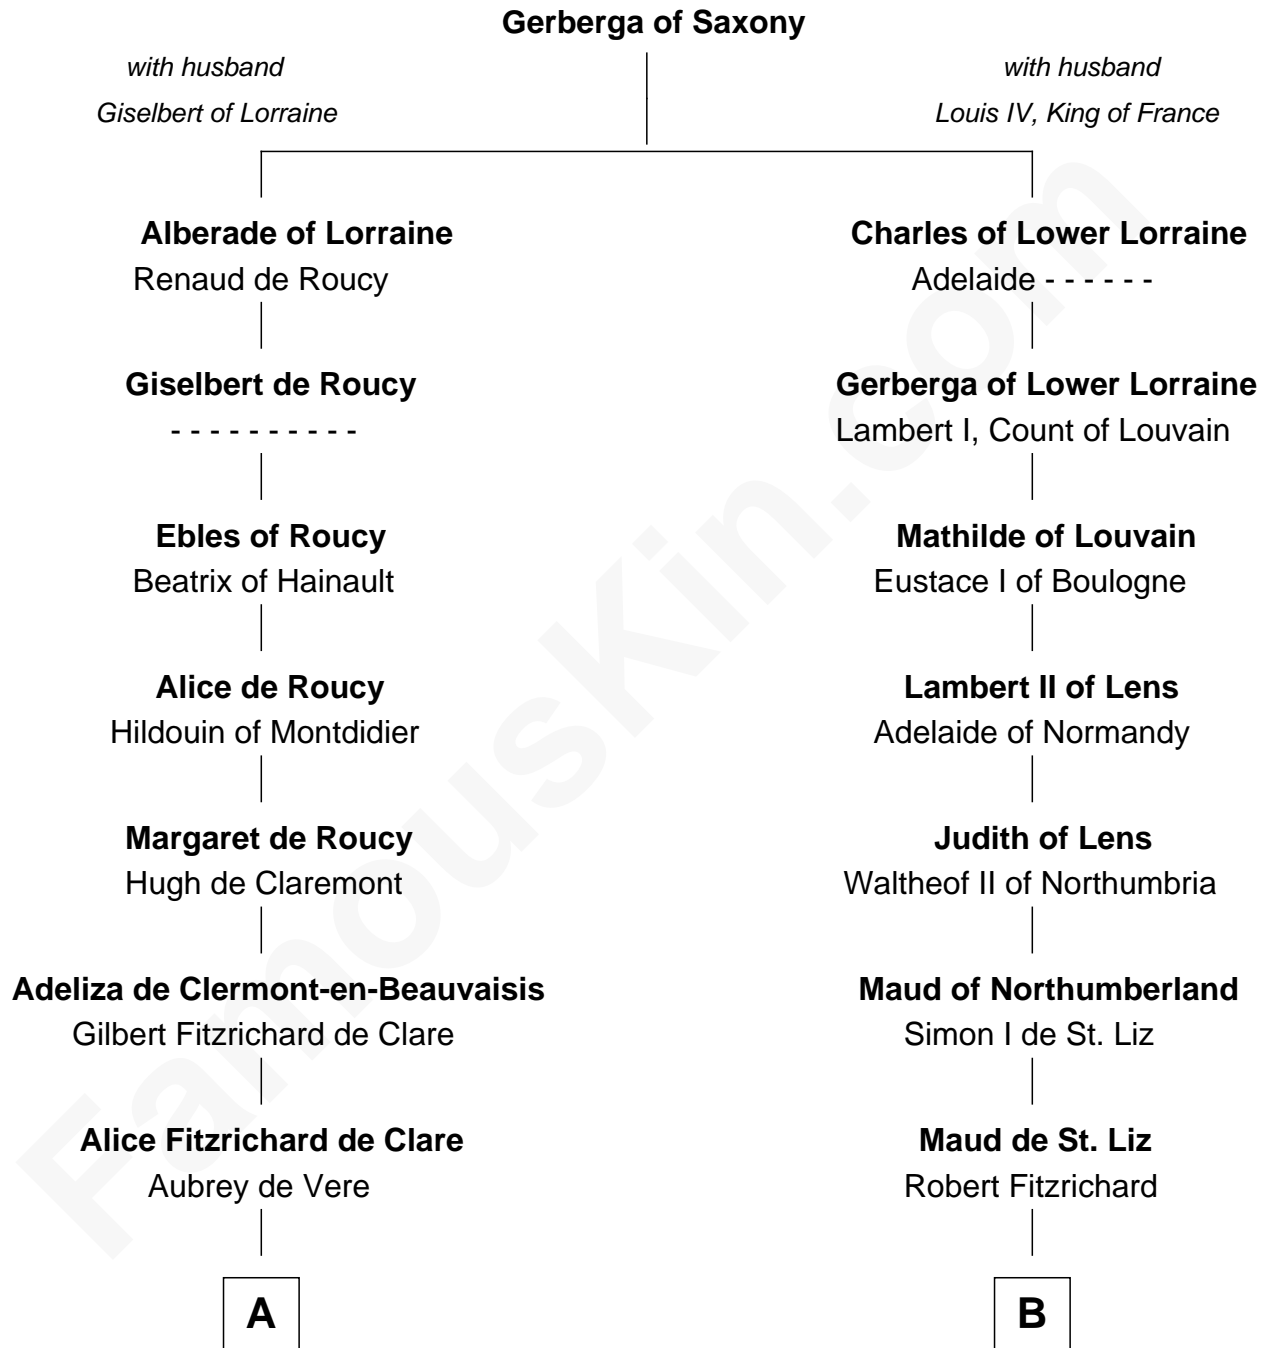 Gerberga of Saxony
with husband
Giselbert of Lorraine
with husband
Louis IV, King of France
Alberade of Lorraine
Renaud de Roucy
Charles of Lower Lorraine
Adelaide - - - - - -
Giselbert de Roucy
- - - - - - - - - -
Gerberga of Lower Lorraine
Lambert I, Count of Louvain
Ebles of Roucy
Beatrix of Hainault
Mathilde of Louvain
Eustace I of Boulogne
Alice de Roucy
Hildouin of Montdidier
Lambert II of Lens
Adelaide of Normandy
Margaret de Roucy
Hugh de Claremont
Judith of Lens
Waltheof II of Northumbria
Adeliza de Clermont-en-Beauvaisis
Gilbert Fitzrichard de Clare
Maud of Northumberland
Simon I de St. Liz
Alice Fitzrichard de Clare
Aubrey de Vere
Maud de St. Liz
Robert Fitzrichard
A
B
FamousKin.com